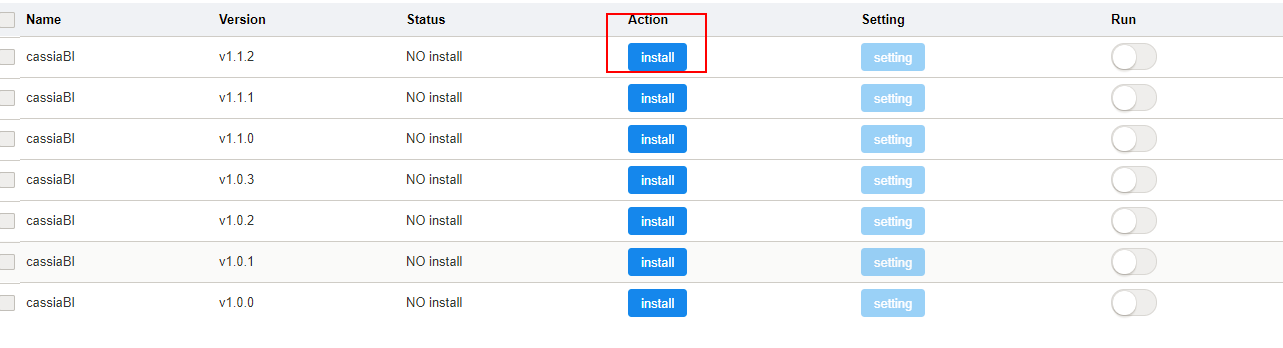 Name Version Status Action Setting Run
cassiaBI v1.1.2 NO install install setting
cassiaBI v1.1.1 NO install install setting
cassiaBI v1.1.0 NO install install setting
cassiaBI v1.0.3 NO install install setting
cassiaBI v1.0.2 NO install install setting
cassiaBI v1.0.1 NO install install setting
cassiaBI v1.0.0 NO install install setting